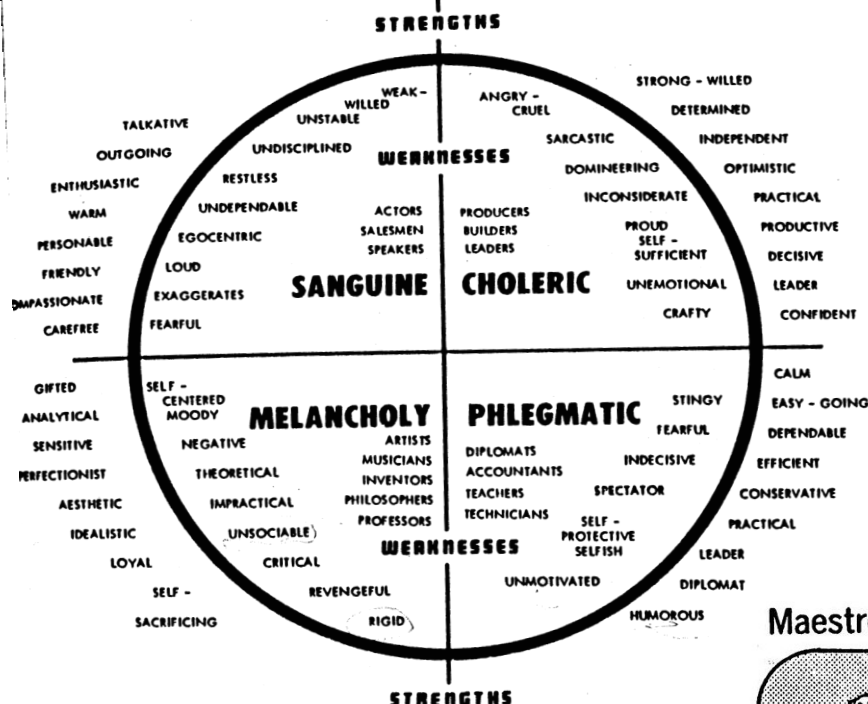 STRENGTHS
TALKATIVE
OUTGOING
ENTHUSIASTIC
WARM
PERSONABLE
FRIENDLY
OMPASSIONATE
CAREFREE
WEAK -
WILLED
UNSTABLE
UNDISCIPLINED
RESTLESS
UNDEPENDABLE
EGOCENTRIC
LOUD
EXAGGERATES
FEARFUL
WEAKNESSES
ACTORS
SALESMEN
SPEAKERS
SANGUINE
PRODUCERS
BUILDERS
LEADERS
CHOLERIC
ANGRY -
CRUEL
SARCASTIC
DOMINEERING
INCONSIDERATE
PROUD
SELF -
SUFFICIENT
UNEMOTIONAL
CRAFTY
STRONG - WILLED
DETERMINED
INDEPENDENT
OPTIMISTIC
PRACTICAL
PRODUCTIVE
DECISIVE
LEADER
CONFIDENT
GIFTED
ANALYTICAL
SENSITIVE
PERFECTIONIST
AESTHETIC
IDEALISTIC
LOYAL
SELF -
SACRIFICING
SELF -
CENTERED
MOODY
NEGATIVE
THEORETICAL
IMPRACTICAL
UNSOCIABLE
CRITICAL
REVENGEFUL
RIGID
MELANCHOLY
ARTISTS
MUSICIANS
INVENTORS
PHILOSOPHERS
PROFESSORS
PHLEGMATIC
DIPLOMATS
ACCOUNTANTS
TEACHERS
TECHNICIANS
WEAKNESSES
STINGY
FEARFUL
INDECISIVE
SPECTATOR
SELF -
PROTECTIVE
SELFISH
UNMOTIVATED
CALM
EASY - GOING
DEPENDABLE
EFFICIENT
CONSERVATIVE
PRACTICAL
LEADER
DIPLOMAT
HUMOROUS
Maestr
STRENGTHS